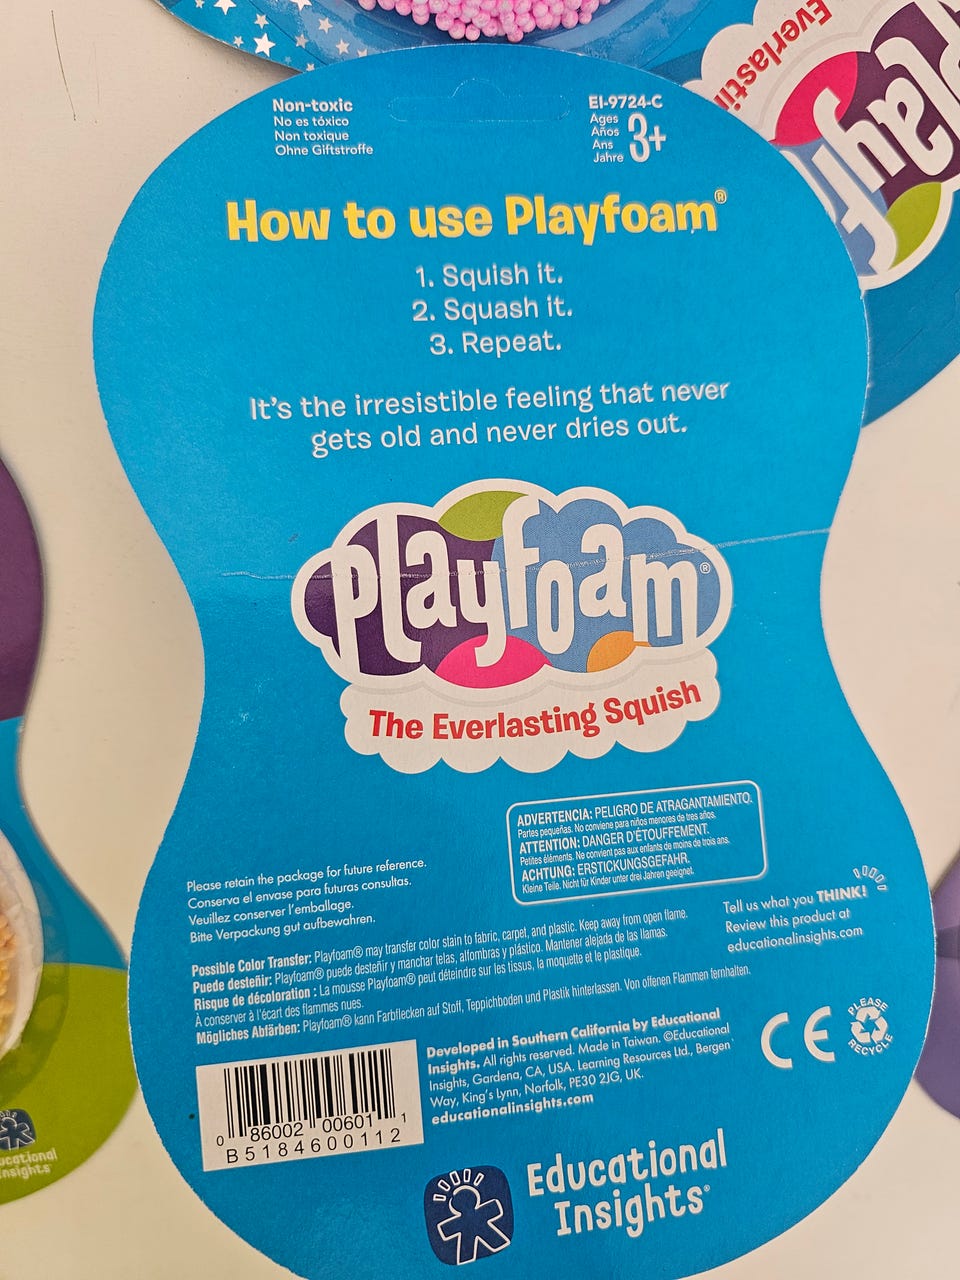 Everlasti
Playf
Non-toxic
No es tóxico
Non toxique
Ohne Giftstroffe
EI-9724-C
Ages
Años
Ans
Jahre
3+
How to use Playfoam®
1. Squish it.
2. Squash it.
3. Repeat.
It's the irresistible feeling that never
gets old and never dries out.
Playfoam®
The Everlasting Squish
ADVERTENCIA: PELIGRO DE ATRAGANTAMIENTO.
Partes pequeñas. No conviene para niños menores de tres años.
ATTENTION: DANGER D'ÉTOUFFEMENT.
Petites éléments. Ne convient pas aux enfants de moins de trois ans.
ACHTUNG: ERSTICKUNGSGEFAHR.
Kleine Teile. Nicht für Kinder unter drei Jahren geeignet.
Please retain the package for future reference.
Conserva el envase para futuras consultas.
Veuillez conserver l'emballage.
Bitte Verpackung gut aufbewahren.
Tell us what you THINK!
Review this product at
educationalinsights.com
Possible Color Transfer: Playfoam® may transfer color stain to fabric, carpet, and plastic. Keep away from open flame.
Puede desteñir: Playfoam® puede desteñir y manchar telas, alfombras y plástico. Mantener alejada de las llamas.
Risque de décoloration : La mousse Playfoam® peut déteindre sur les tissus, la moquette et le plastique.
À conserver à l'écart des flammes nues.
Mögliches Abfärben: Playfoam® kann Farbflecken auf Stoff, Teppichboden und Plastik hinterlassen. Von offenen Flammen fernhalten.
Developed in Southern California by Educational
Insights. All rights reserved. Made in Taiwan. ©Educational
Insights, Gardena, CA, USA. Learning Resources Ltd., Bergen
Way, King's Lynn, Norfolk, PE30 2JG, UK.
educationalinsights.com
CE
PLEASE
RECYCLE
0 86002 00601 1
B5184600112
Educational
Insights®
ucational
nsights